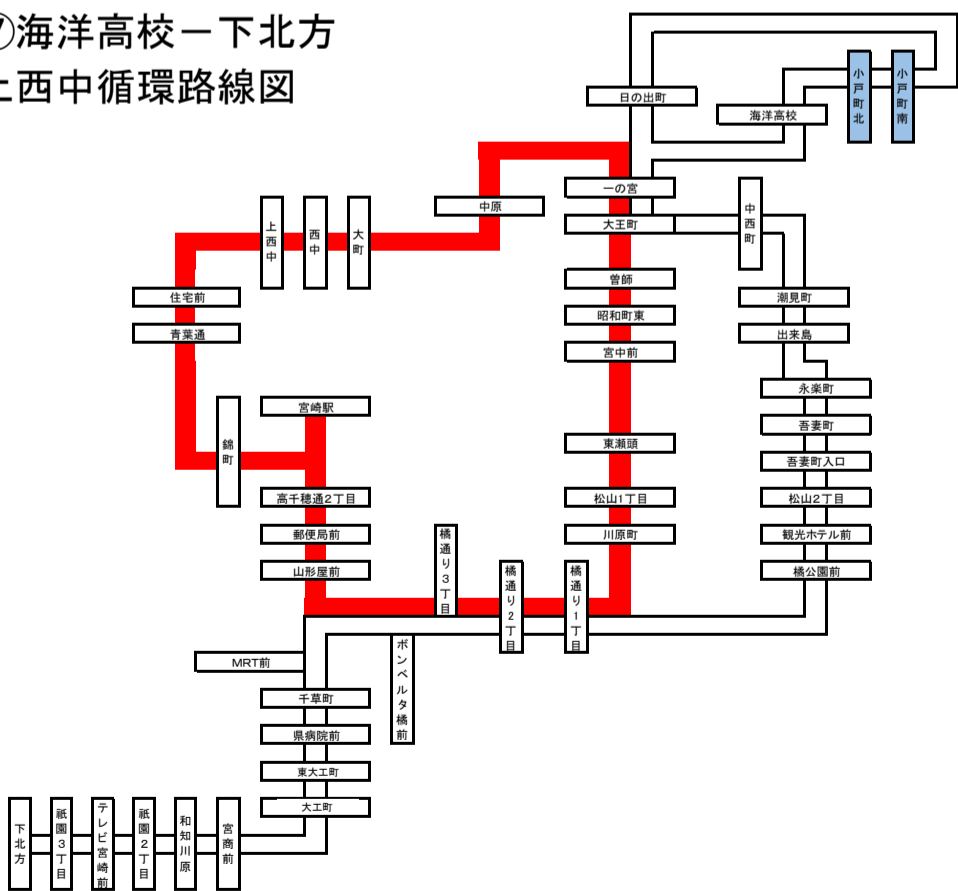 ⑦海洋高校－下北方
上西中循環路線図
小戸町北
小戸町南
日の出町
海洋高校
一の宮
中原
大王町
中西町
上西中
西中
大町
曽師
住宅前
潮見町
昭和町東
青葉通
出来島
宮中前
永楽町
宮崎駅
吾妻町
錦町
東瀬頭
吾妻町入口
高千穂通2丁目
松山1丁目
松山2丁目
郵便局前
川原町
観光ホテル前
山形屋前
橘公園前
橘通り3丁目
橘通り2丁目
橘通り1丁目
MRT前
ボンベルタ橘前
千草町
県病院前
東大工町
大工町
下北方
祇園3丁目
テレビ宮崎前
祇園2丁目
和知川原
宮商前